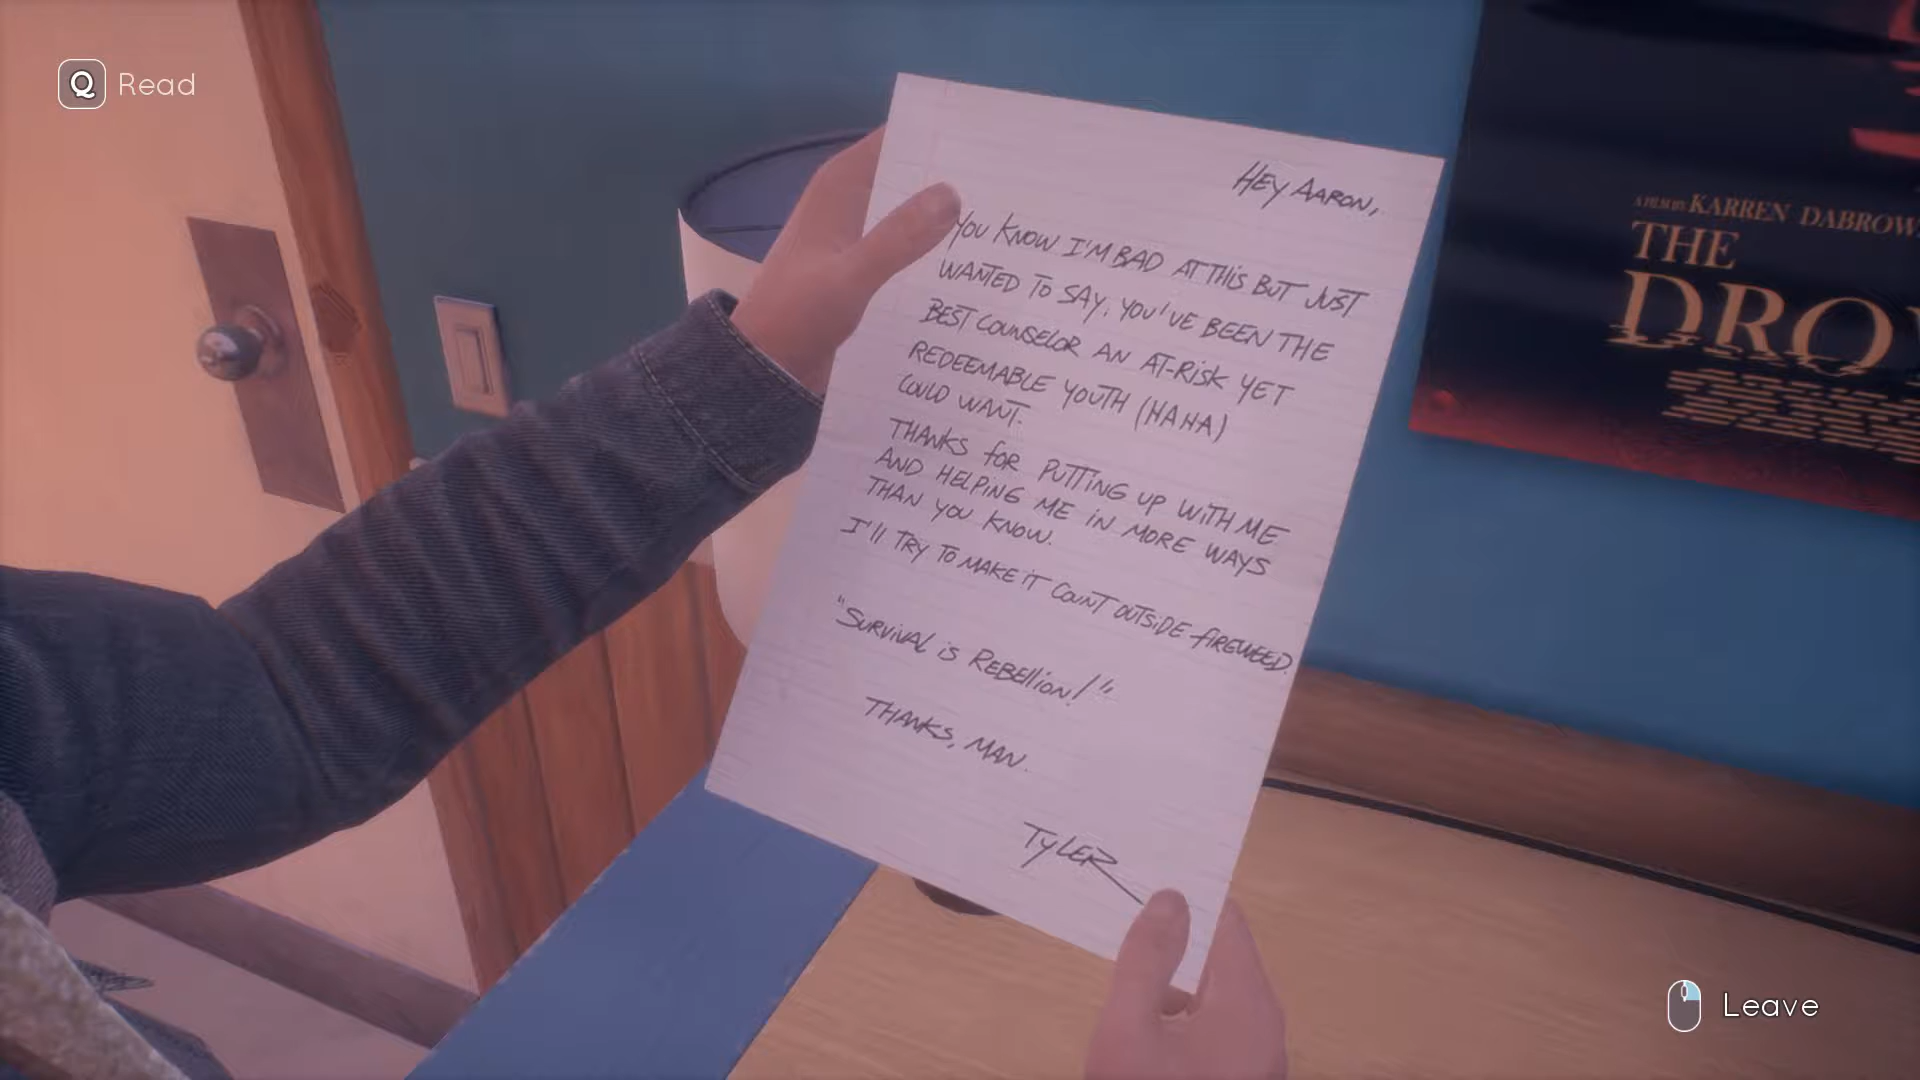 Q Read
HEY AARON,
YOU KNOW I'M BAD AT THIS BUT JUST
WANTED TO SAY, YOU'VE BEEN THE
BEST COUNSELOR AN AT-RISK YET
REDEEMABLE YOUTH (HAHA)
COULD WANT.
THANKS FOR PUTTING UP WITH ME
AND HELPING ME IN MORE WAYS
THAN YOU KNOW.
I'll TRY TO MAKE IT COUNT OUTSIDE FIREWEED.
"SURVIVAL IS REBELLION!"
THANKS, MAN.
TYLER
A FILM BY KARREN DABROW
THE
DRO
Leave